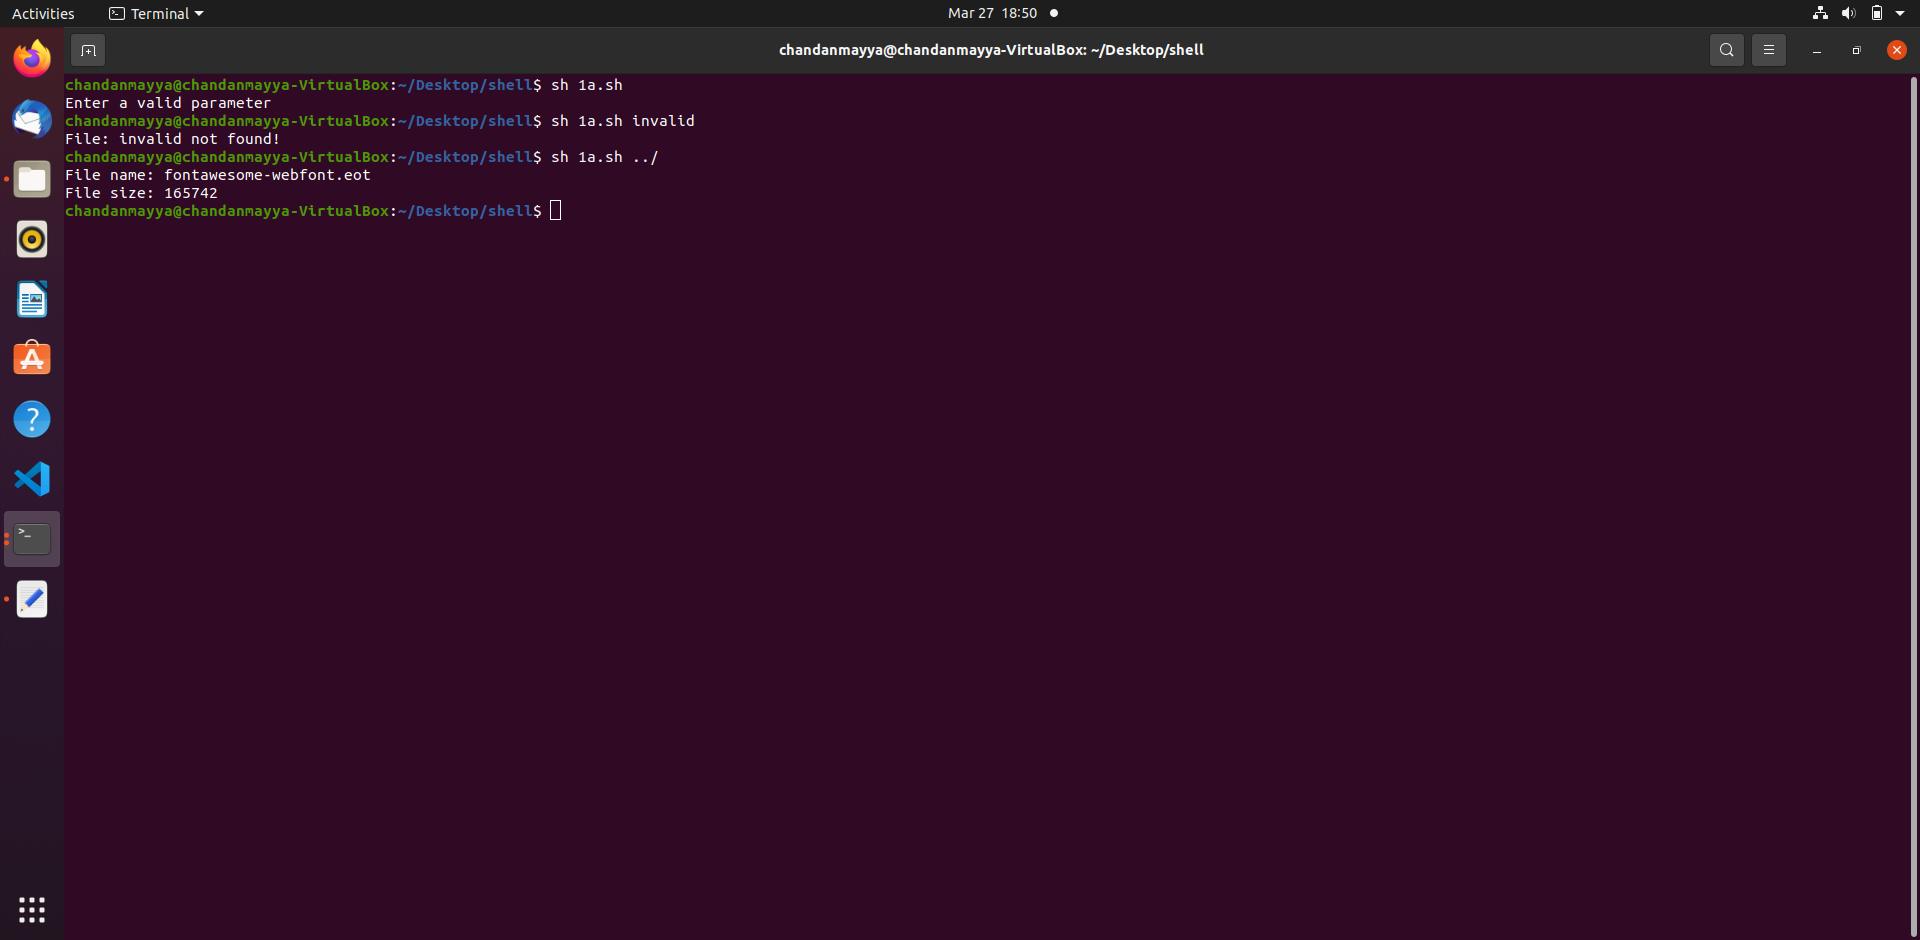 Activities Terminal Mar 27 18:50
chandanmayya@chandanmayya-VirtualBox: ~/Desktop/shell
chandanmayya@chandanmayya-VirtualBox:~/Desktop/shell$ sh 1a.sh
Enter a valid parameter
chandanmayya@chandanmayya-VirtualBox:~/Desktop/shell$ sh 1a.sh invalid
File: invalid not found!
chandanmayya@chandanmayya-VirtualBox:~/Desktop/shell$ sh 1a.sh ../
File name: fontawesome-webfont.eot
File size: 165742
chandanmayya@chandanmayya-VirtualBox:~/Desktop/shell$